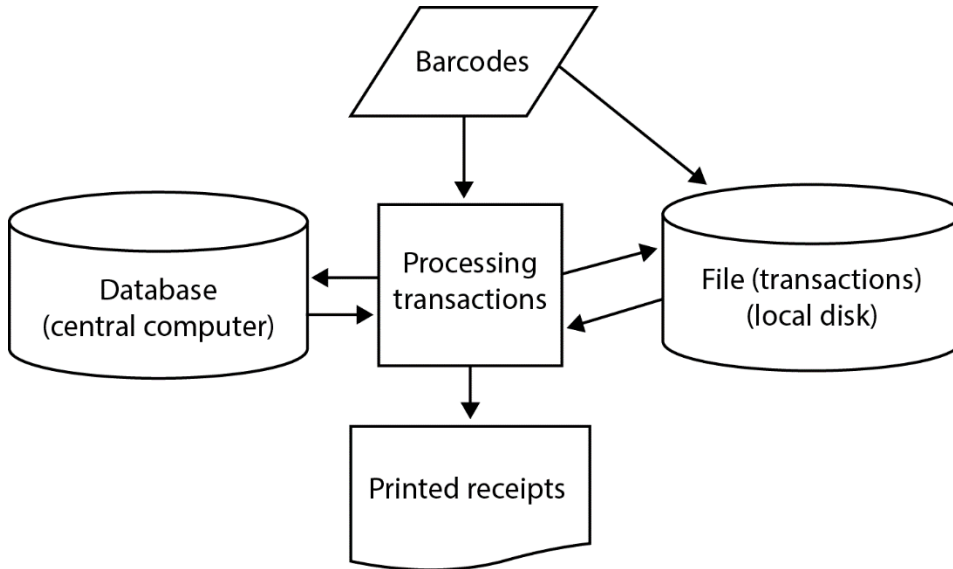 Barcodes
Processing
transactions
Database
(central computer)
File (transactions)
(local disk)
Printed receipts